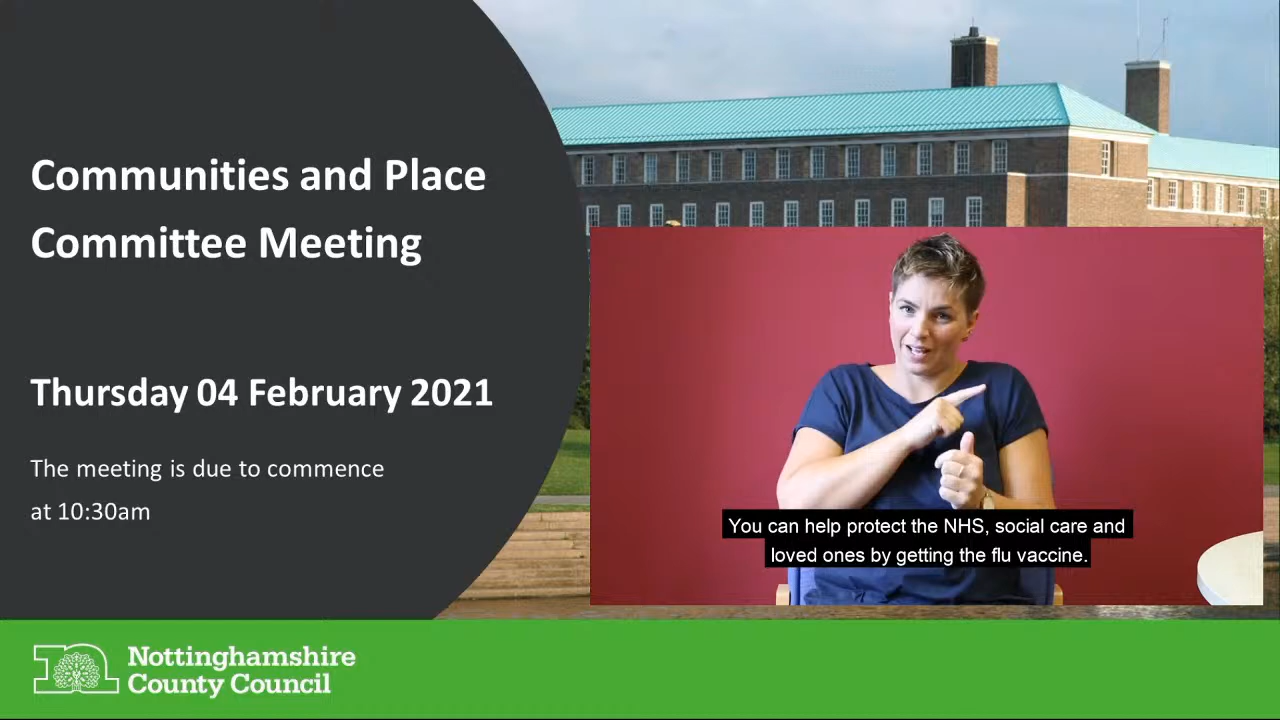 Communities and Place
Committee Meeting
Thursday 04 February 2021
The meeting is due to commence
at 10:30am
You can help protect the NHS, social care and
loved ones by getting the flu vaccine.
Nottinghamshire
County Council